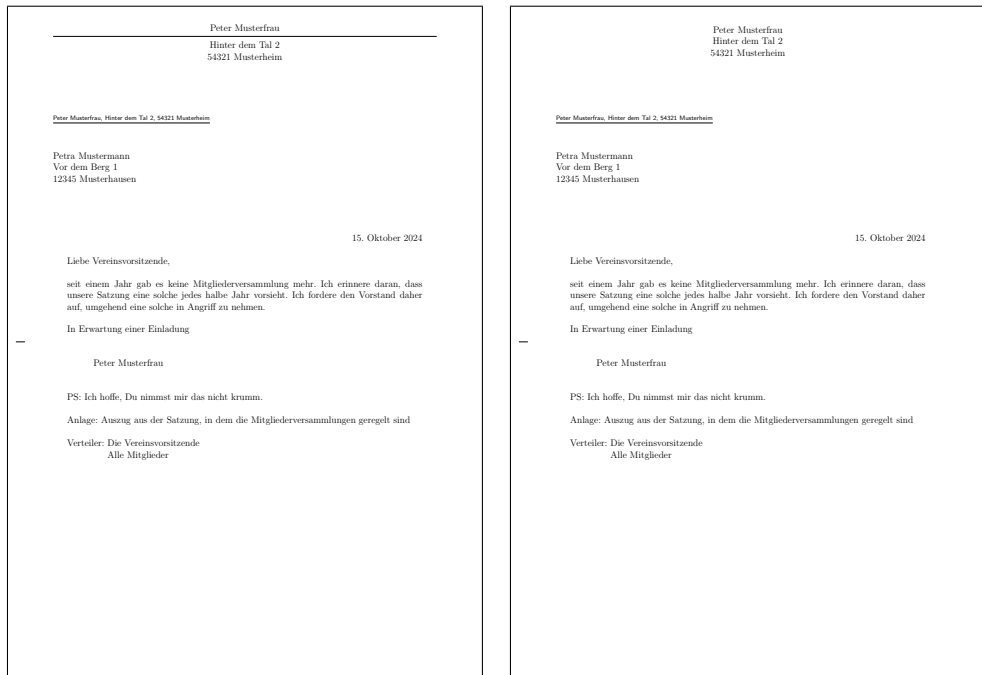 Peter Musterfrau
Hinter dem Tal 2
54321 Musterheim
Peter Musterfrau, Hinter dem Tal 2, 54321 Musterheim
Petra Mustermann
Vor dem Berg 1
12345 Musterhausen
15. Oktober 2024
Liebe Vereinsvorsitzende,
seit einem Jahr gab es keine Mitgliederversammlung mehr. Ich erinnere daran, dass
unsere Satzung eine solche jedes halbe Jahr vorsieht. Ich fordere den Vorstand daher
auf, umgehend eine solche in Angriff zu nehmen.
In Erwartung einer Einladung
Peter Musterfrau
PS: Ich hoffe, Du nimmst mir das nicht krumm.
Anlage: Auszug aus der Satzung, in dem die Mitgliederversammlungen geregelt sind
Verteiler: Die Vereinsvorsitzende
Alle Mitglieder
Peter Musterfrau
Hinter dem Tal 2
54321 Musterheim
Peter Musterfrau, Hinter dem Tal 2, 54321 Musterheim
Petra Mustermann
Vor dem Berg 1
12345 Musterhausen
15. Oktober 2024
Liebe Vereinsvorsitzende,
seit einem Jahr gab es keine Mitgliederversammlung mehr. Ich erinnere daran, dass
unsere Satzung eine solche jedes halbe Jahr vorsieht. Ich fordere den Vorstand daher
auf, umgehend eine solche in Angriff zu nehmen.
In Erwartung einer Einladung
Peter Musterfrau
PS: Ich hoffe, Du nimmst mir das nicht krumm.
Anlage: Auszug aus der Satzung, in dem die Mitgliederversammlungen geregelt sind
Verteiler: Die Vereinsvorsitzende
Alle Mitglieder